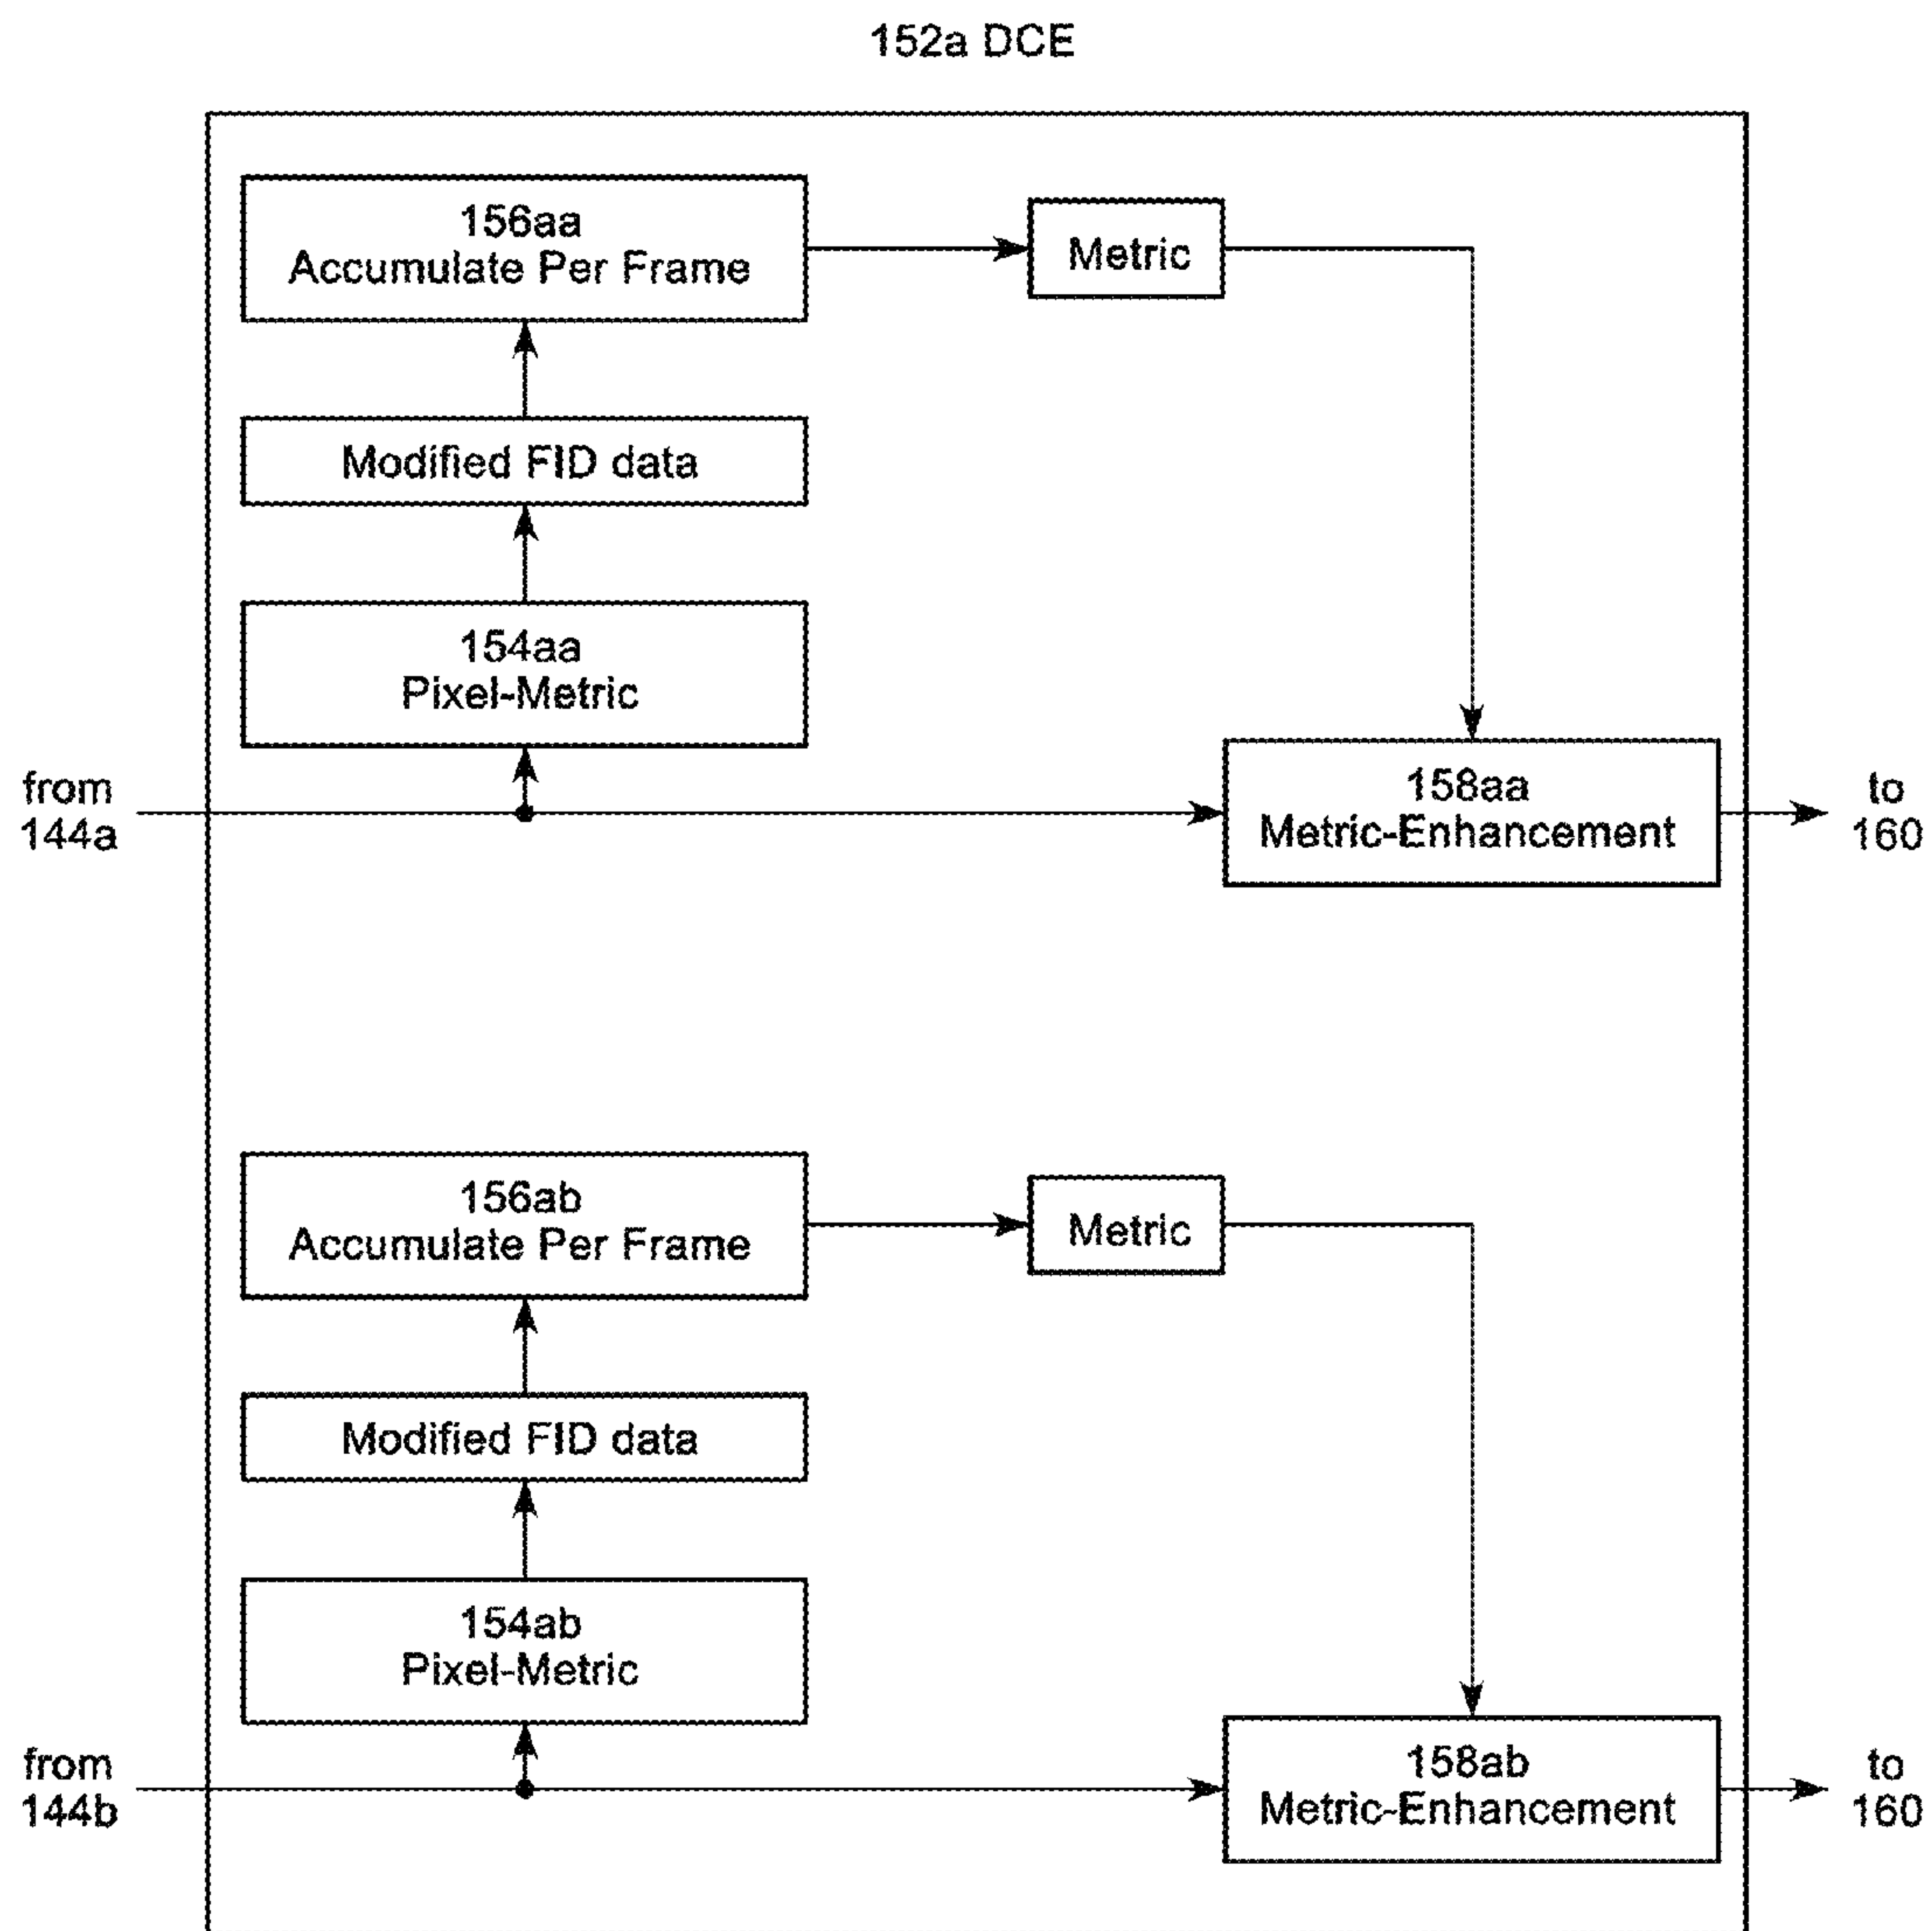 152a DCE
156aa
Accumulate Per Frame
Metric
Modified FID data
154aa
Pixel-Metric
from
144a
158aa
Metric-Enhancement
to
160
156ab
Accumulate Per Frame
Metric
Modified FID data
154ab
Pixel-Metric
from
144b
158ab
Metric-Enhancement
to
160